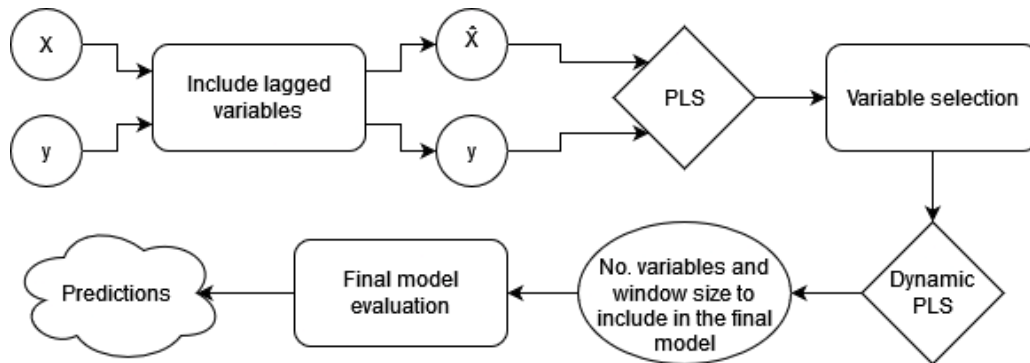 X
Include lagged
variables
X̂
PLS
Variable selection
y
y
Predictions
Final model
evaluation
No. variables and
window size to
include in the final
model
Dynamic
PLS